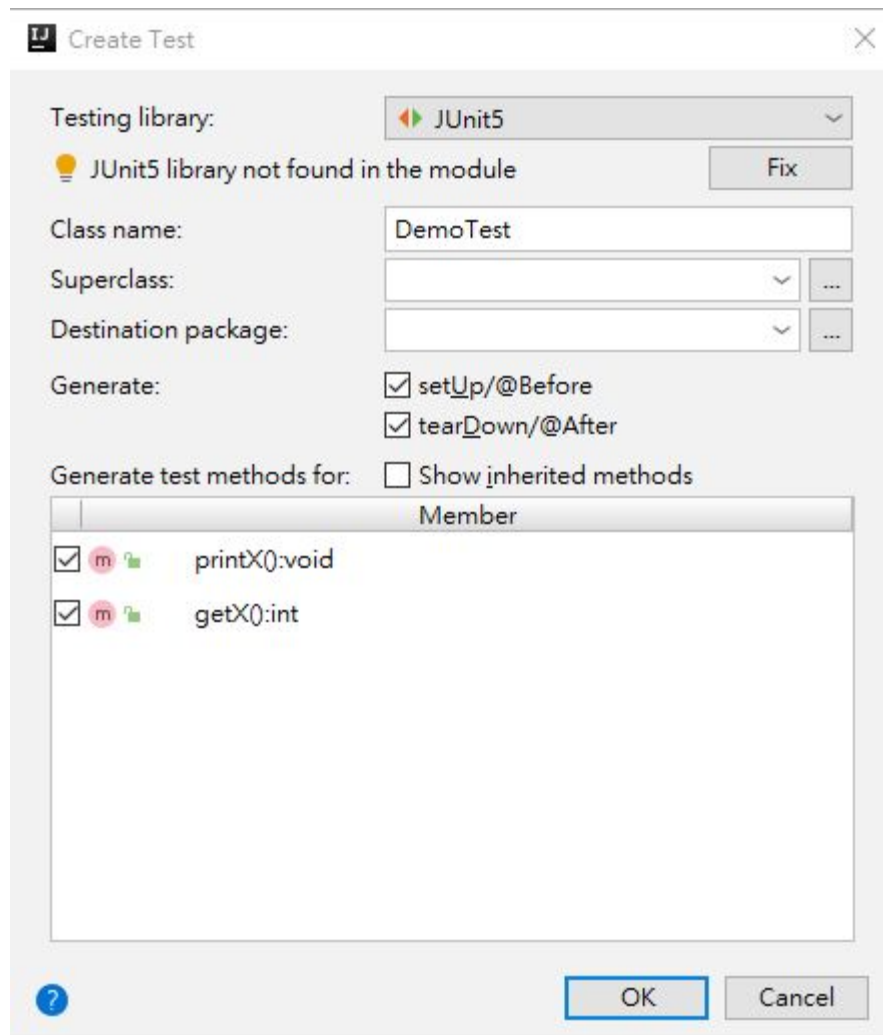 IJ Create Test
Testing library: JUnit5
JUnit5 library not found in the module Fix
Class name: DemoTest
Superclass: ...
Destination package: ...
Generate: setUp/@Before
tearDown/@After
Generate test methods for: Show inherited methods
Member
m printX():void
m getX():int
? OK Cancel